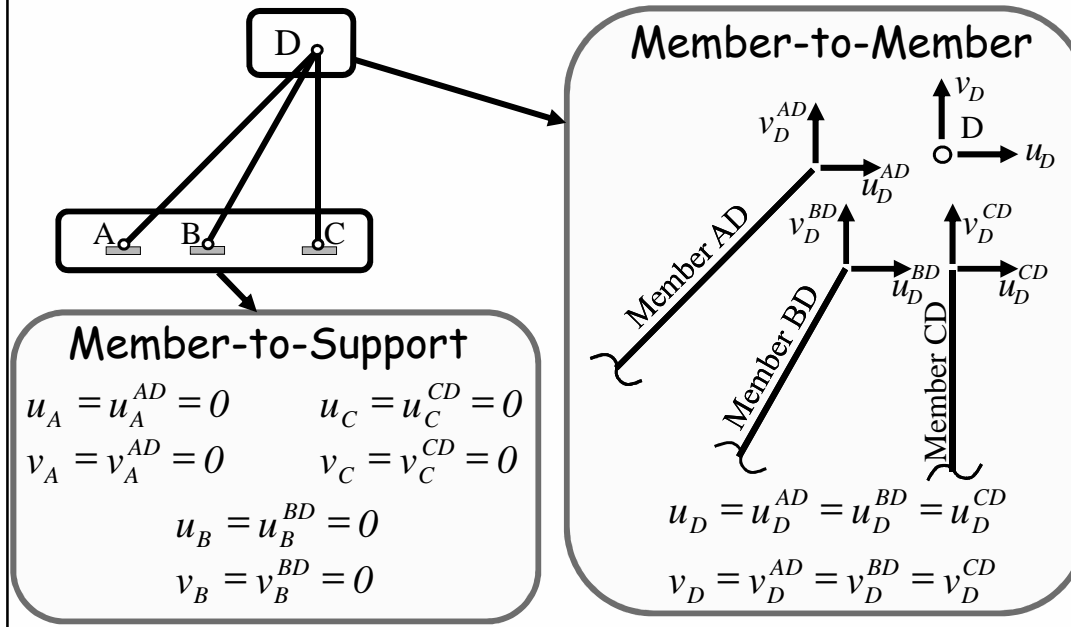 D
A B C
Member-to-Support
u_A = u_A^{AD} = 0 u_C = u_C^{CD} = 0
v_A = v_A^{AD} = 0 v_C = v_C^{CD} = 0
u_B = u_B^{BD} = 0
v_B = v_B^{BD} = 0
Member-to-Member
v_D
D
u_D
v_D^{AD}
u_D^{AD}
Member AD
v_D^{BD}
u_D^{BD}
Member BD
v_D^{CD}
u_D^{CD}
Member CD
u_D = u_D^{AD} = u_D^{BD} = u_D^{CD}
v_D = v_D^{AD} = v_D^{BD} = v_D^{CD}